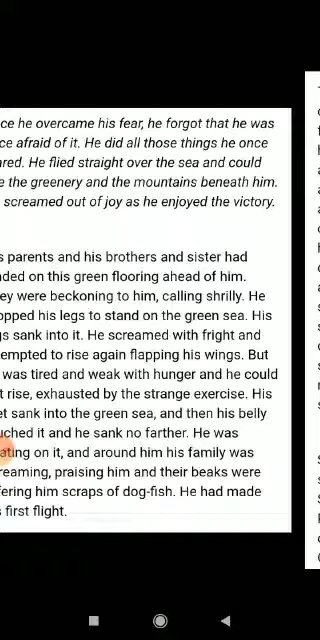 ce he overcame his fear, he forgot that he was
ce afraid of it. He did all those things he once
ared. He flied straight over the sea and could
e the greenery and the mountains beneath him.
screamed out of joy as he enjoyed the victory.
s parents and his brothers and sister had
nded on this green flooring ahead of him.
ey were beckoning to him, calling shrilly. He
opped his legs to stand on the green sea. His
gs sank into it. He screamed with fright and
tempted to rise again flapping his wings. But
was tired and weak with hunger and he could
t rise, exhausted by the strange exercise. His
et sank into the green sea, and then his belly
uched it and he sank no farther. He was
ating on it, and around him his family was
reaming, praising him and their beaks were
fering him scraps of dog-fish. He had made
s first flight.